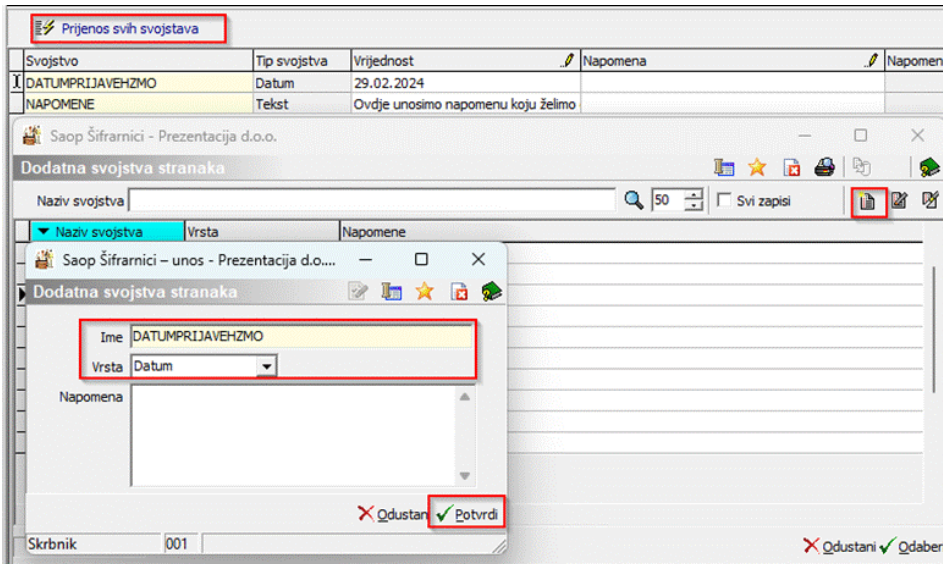 Prijenos svih svojstava
Svojstvo Tip svojstva Vrijednost Napomena Napomen
DATUMPRIJAVEHZMO Datum 29.02.2024
NAPOMENE Tekst Ovdje unosimo napomenu koju želimo
Saop Šifrarnici - Prezentacija d.o.o.
Dodatna svojstva stranaka
Naziv svojstva 50 Svi zapisi
Naziv svojstva Vrsta Napomene
Saop Šifrarnici – unos - Prezentacija d.o....
Dodatna svojstva stranaka
Ime DATUMPRIJAVEHZMO
Vrsta Datum
Napomena
Odustan Potvrdi
Skrbnik 001
Odustani Odaber